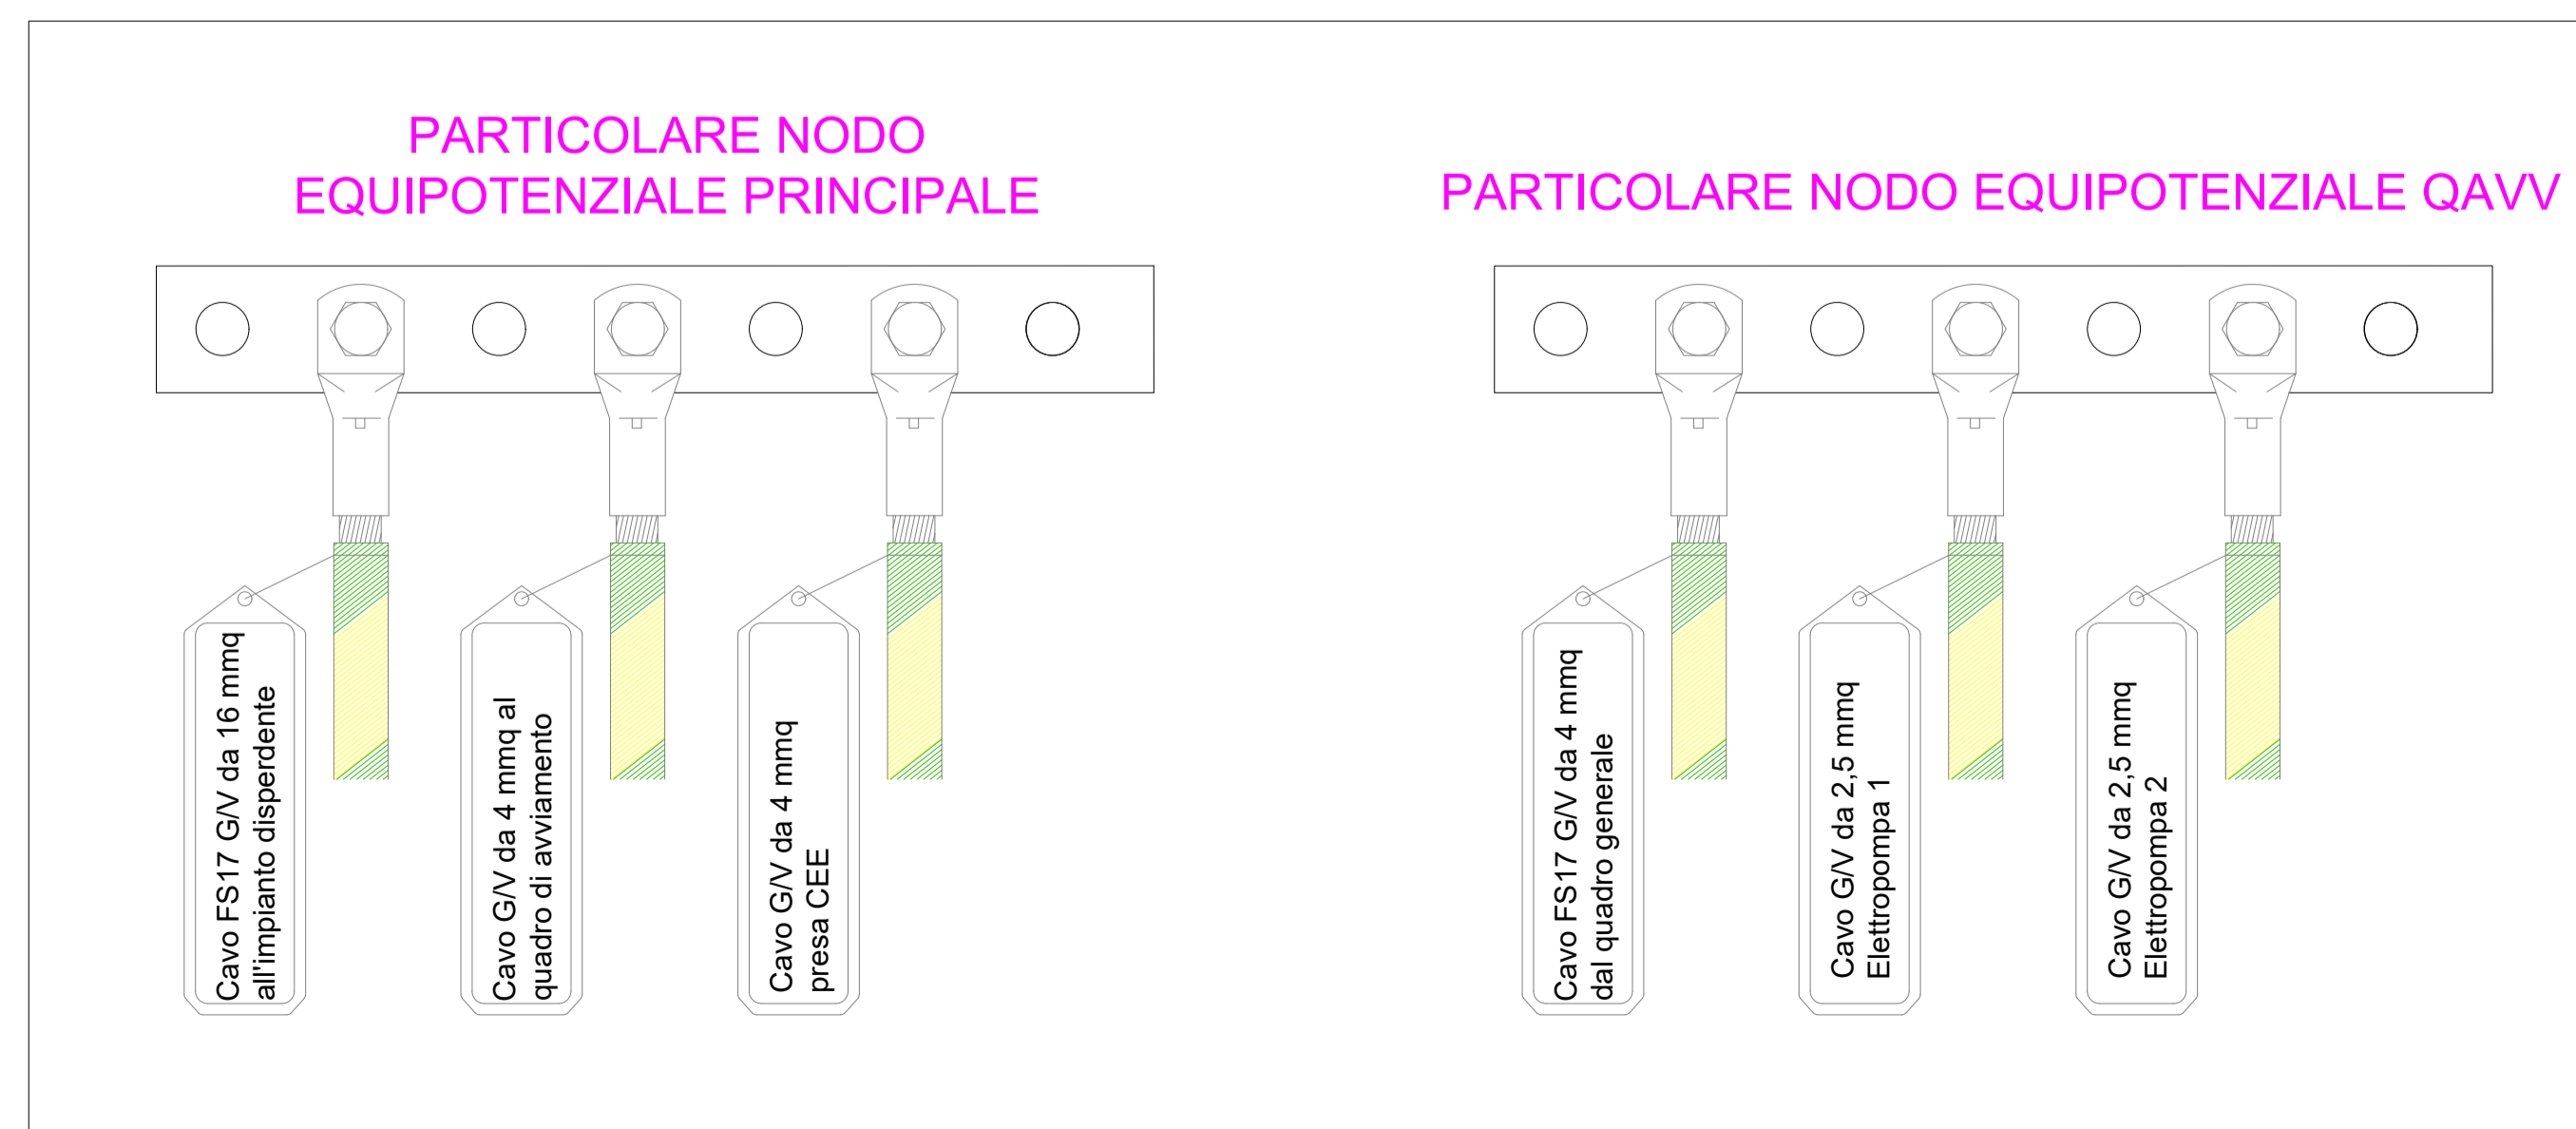 PARTICOLARE NODO
EQUIPOTENZIALE PRINCIPALE
Cavo FS17 G/V da 16 mmq
all'impianto disperdente
Cavo G/V da 4 mmq al
quadro di avviamento
Cavo G/V da 4 mmq
presa CEE
PARTICOLARE NODO EQUIPOTENZIALE QAVV
Cavo FS17 G/V da 4 mmq
dal quadro generale
Cavo G/V da 2,5 mmq
Elettropompa 1
Cavo G/V da 2,5 mmq
Elettropompa 2